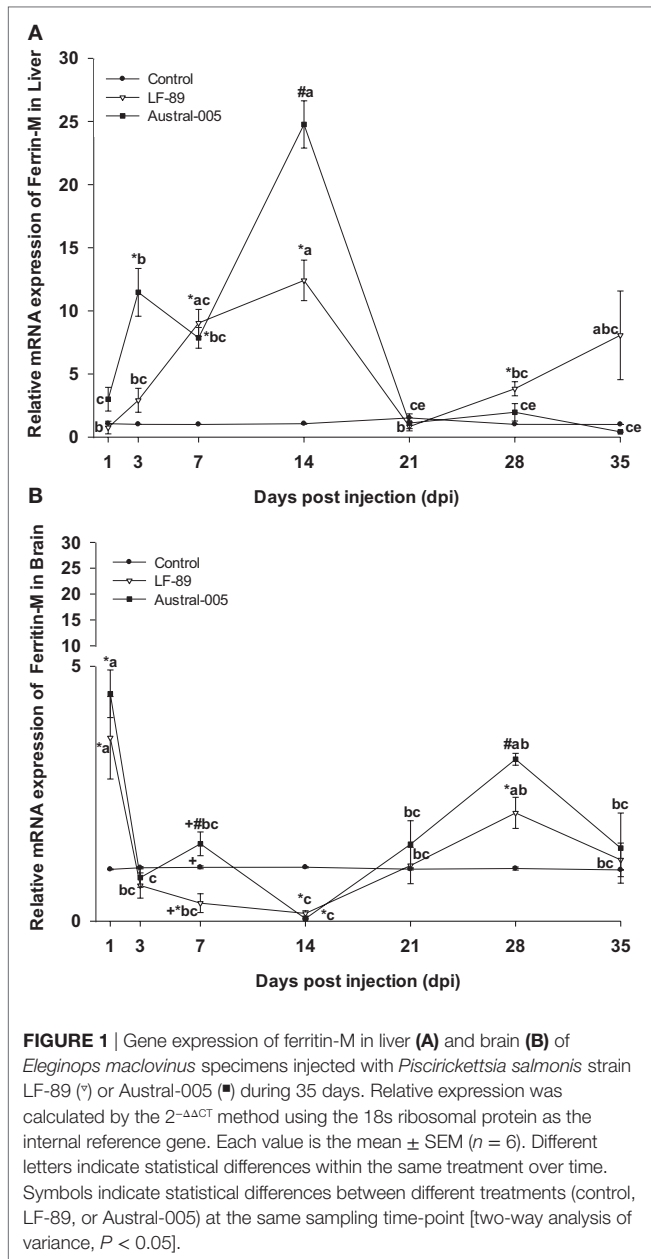 A
Relative mRNA expression of Ferrin-M in Liver
30
25
20
15
10
5
0
Control
LF-89
Austral-005
#a
*b
*a
*ac
*bc
bc
c
b
ce
b
*bc
ce
abc
ce
1 3 7 14 21 28 35
Days post injection (dpi)
B
Relative mRNA expression of Ferritin-M in Brain
30
25
20
15
10
5
0
Control
LF-89
Austral-005
*a
*a
c
bc
+#bc
+
+*bc
*c
*c
bc
bc
#ab
*ab
bc
bc
1 3 7 14 21 28 35
Days post injection (dpi)
FIGURE 1 | Gene expression of ferritin-M in liver (A) and brain (B) of
Eleginops maclovinus specimens injected with Piscirickettsia salmonis strain
LF-89 (▿) or Austral-005 (■) during 35 days. Relative expression was
calculated by the 2−ΔΔCT method using the 18s ribosomal protein as the
internal reference gene. Each value is the mean ± SEM (n = 6). Different
letters indicate statistical differences within the same treatment over time.
Symbols indicate statistical differences between different treatments (control,
LF-89, or Austral-005) at the same sampling time-point [two-way analysis of
variance, P < 0.05].